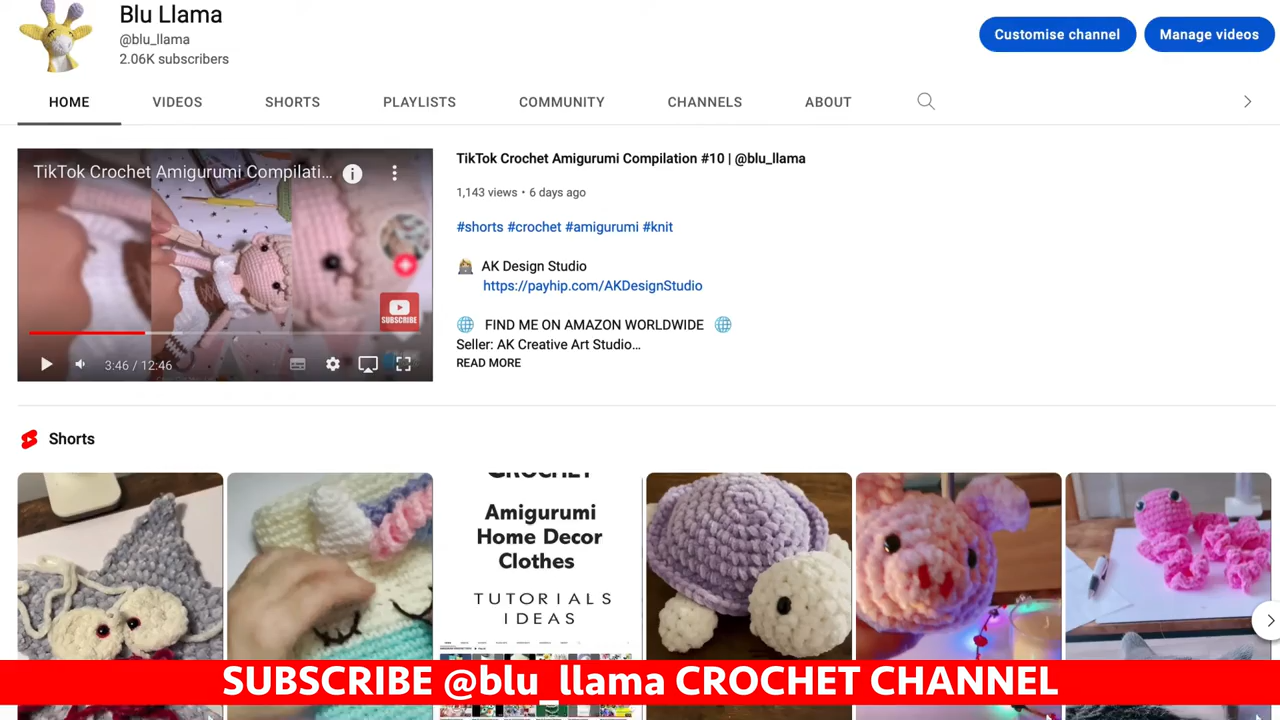 Blu Llama
@blu_llama
2.06K subscribers
Customise channel
Manage videos
HOME
VIDEOS
SHORTS
PLAYLISTS
COMMUNITY
CHANNELS
ABOUT
TikTok Crochet Amigurumi Compilati...
SUBSCRIBE
3:46 / 12:46
TikTok Crochet Amigurumi Compilation #10 | @blu_llama
1,143 views • 6 days ago
#shorts #crochet #amigurumi #knit
AK Design Studio
https://payhip.com/AKDesignStudio
FIND ME ON AMAZON WORLDWIDE
Seller: AK Creative Art Studio...
READ MORE
Shorts
CROCHET
Amigurumi
Home Decor
Clothes
TUTORIALS
IDEAS
SUBSCRIBE @blu_llama CROCHET CHANNEL